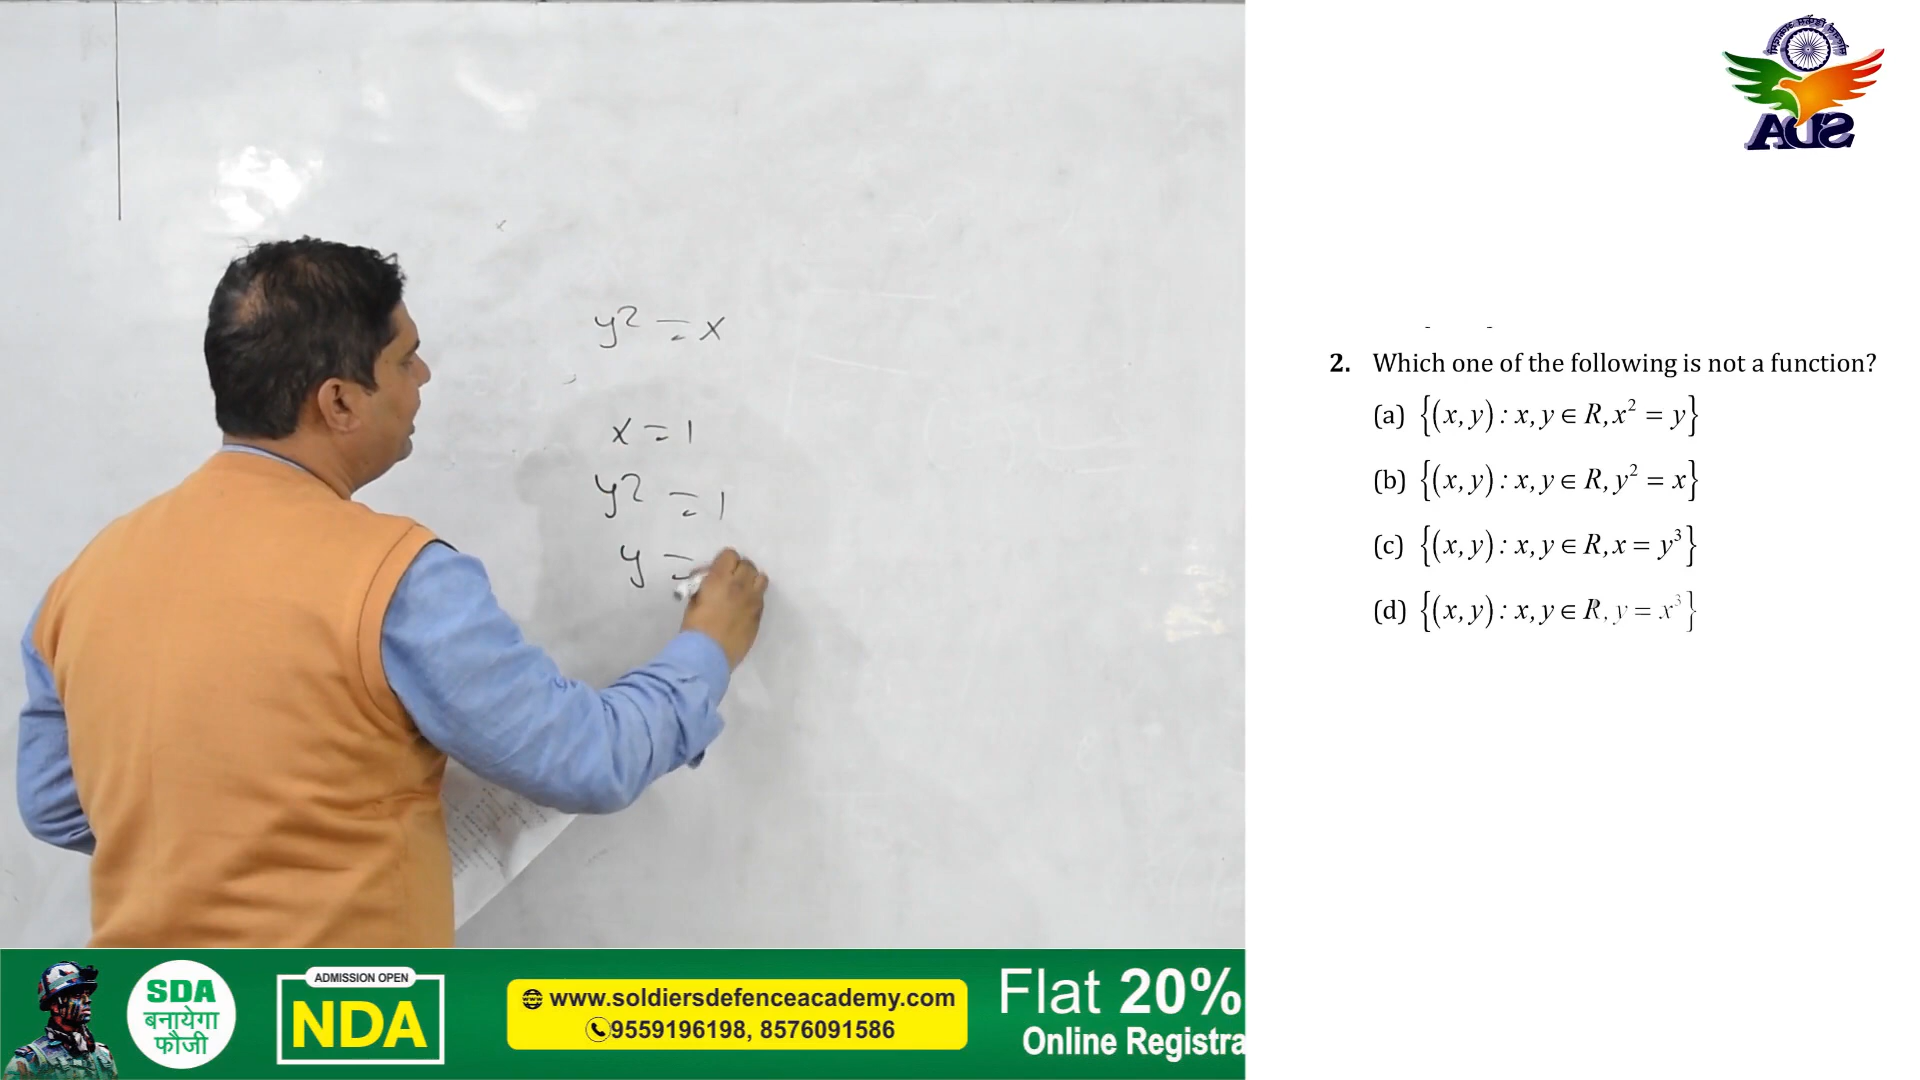 y² = x
x = 1
y² = 1
y =
SDA
2. Which one of the following is not a function?
(a) {(x, y) : x, y ∈ R, x² = y}
(b) {(x, y) : x, y ∈ R, y² = x}
(c) {(x, y) : x, y ∈ R, x = y³}
(d) {(x, y) : x, y ∈ R, y = x³}
SDA
बनायेगा
फौजी
ADMISSION OPEN
NDA
www.soldiersdefenceacademy.com
9559196198, 8576091586
Flat 20%
Online Registra